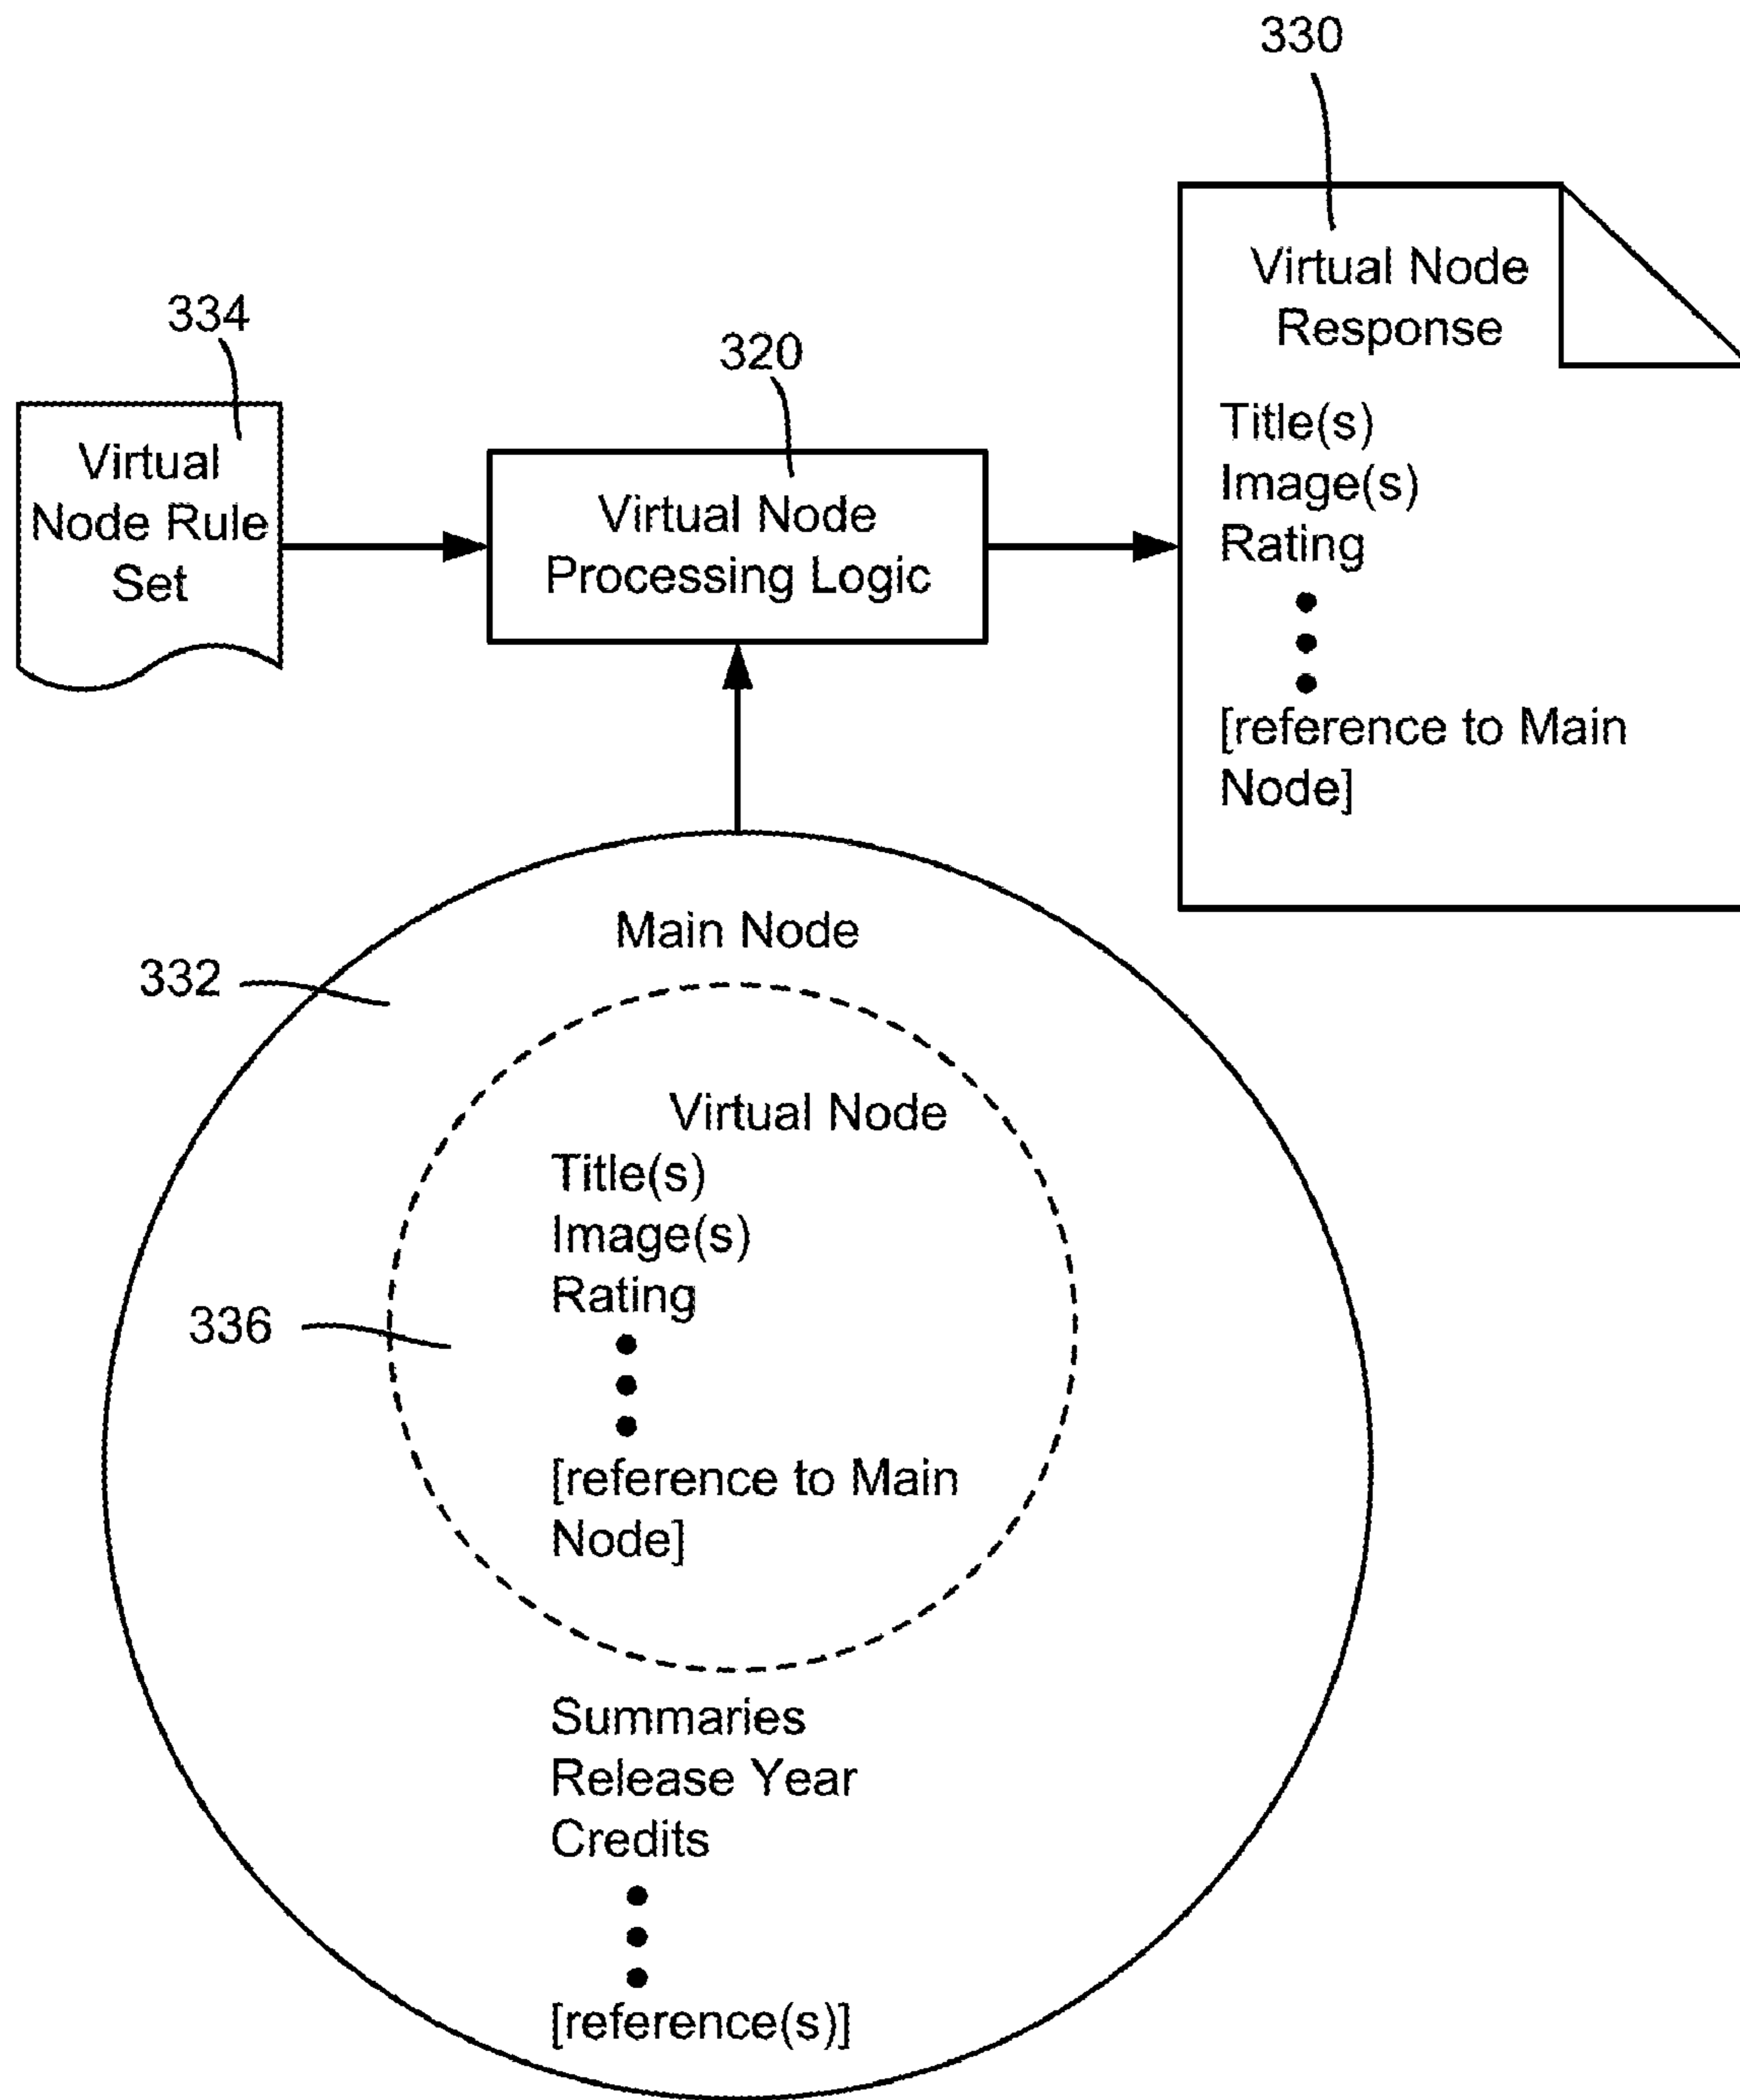 330
Virtual Node
Response
Title(s)
Image(s)
Rating
[reference to Main
Node]
334
Virtual
Node Rule
Set
320
Virtual Node
Processing Logic
Main Node
332
Virtual Node
Title(s)
Image(s)
Rating
336
[reference to Main
Node]
Summaries
Release Year
Credits
[reference(s)]